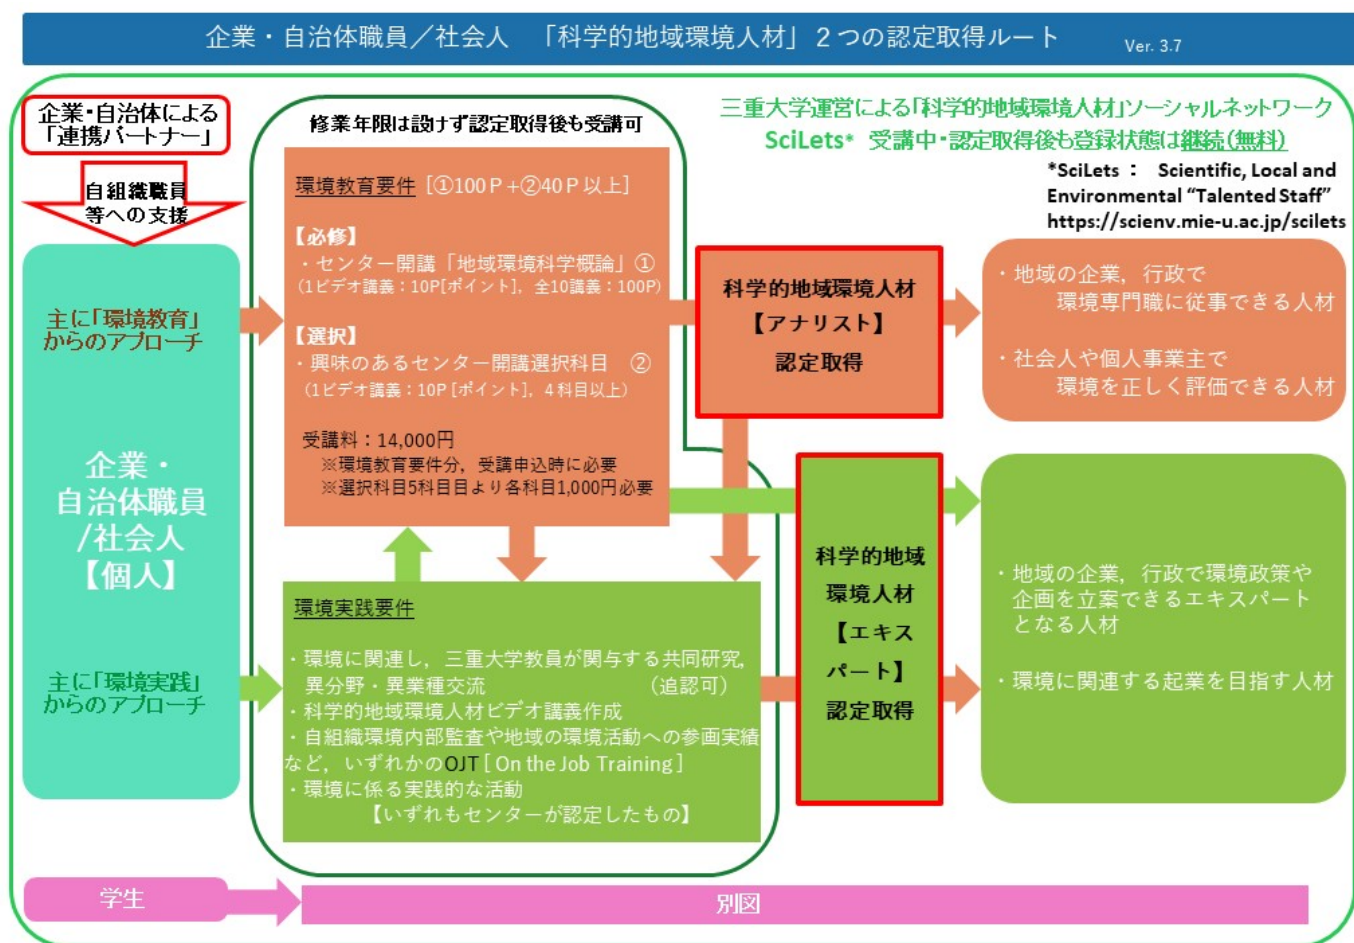 企業・自治体職員／社会人　「科学的地域環境人材」２つの認定取得ルート　Ver. 3.7
企業・自治体による
「連携パートナー」
自組織職員
等への支援
修業年限は設けず認定取得後も受講可
三重大学運営による「科学的地域環境人材」ソーシャルネットワーク
SciLets* 受講中・認定取得後も登録状態は継続(無料)
*SciLets ： Scientific, Local and
Environmental “Talented Staff”
https://scienv.mie-u.ac.jp/scilets
主に「環境教育」
からのアプローチ
企業・
自治体職員
/社会人
【個人】
主に「環境実践」
からのアプローチ
環境教育要件 [①100Ｐ+②40Ｐ以上]
【必修】
・センター開講「地域環境科学概論」①
（1ビデオ講義：10P[ポイント]，全10講義：100P）
【選択】
・興味のあるセンター開講選択科目　②
（1ビデオ講義：10P [ポイント]，４科目以上）
受講料：14,000円
※環境教育要件分，受講申込時に必要
※選択科目5科目目より各科目1,000円必要
環境実践要件
・環境に関連し，三重大学教員が関与する共同研究，
異分野・異業種交流　（追認可）
・科学的地域環境人材ビデオ講義作成
・自組織環境内部監査や地域の環境活動への参画実績
など，いずれかのOJT [ On the Job Training ]
・環境に係る実践的な活動
【いずれもセンターが認定したもの】
科学的地域環境人材
【アナリスト】
認定取得
科学的地域
環境人材
【エキス
パート】
認定取得
・地域の企業，行政で
環境専門職に従事できる人材
・社会人や個人事業主で
環境を正しく評価できる人材
・地域の企業，行政で環境政策や
企画を立案できるエキスパート
となる人材
・環境に関連する起業を目指す人材
学生
別図